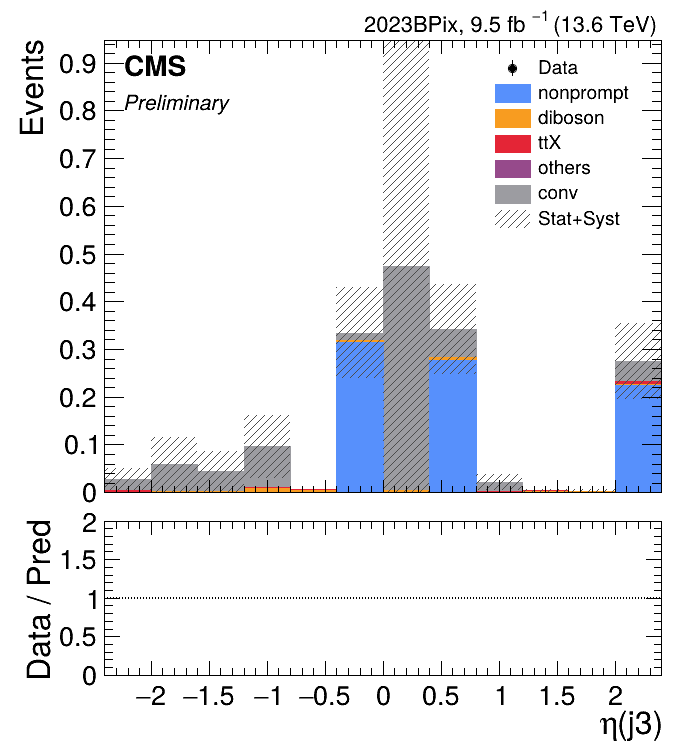 2023BPix, 9.5 fb⁻¹ (13.6 TeV)
CMS
Preliminary
Events
0.9
0.8
0.7
0.6
0.5
0.4
0.3
0.2
0.1
0
Data
nonprompt
diboson
ttX
others
conv
Stat+Syst
Data / Pred
2
1.5
1
0.5
0
−2 −1.5 −1 −0.5 0 0.5 1 1.5 2
η(j3)